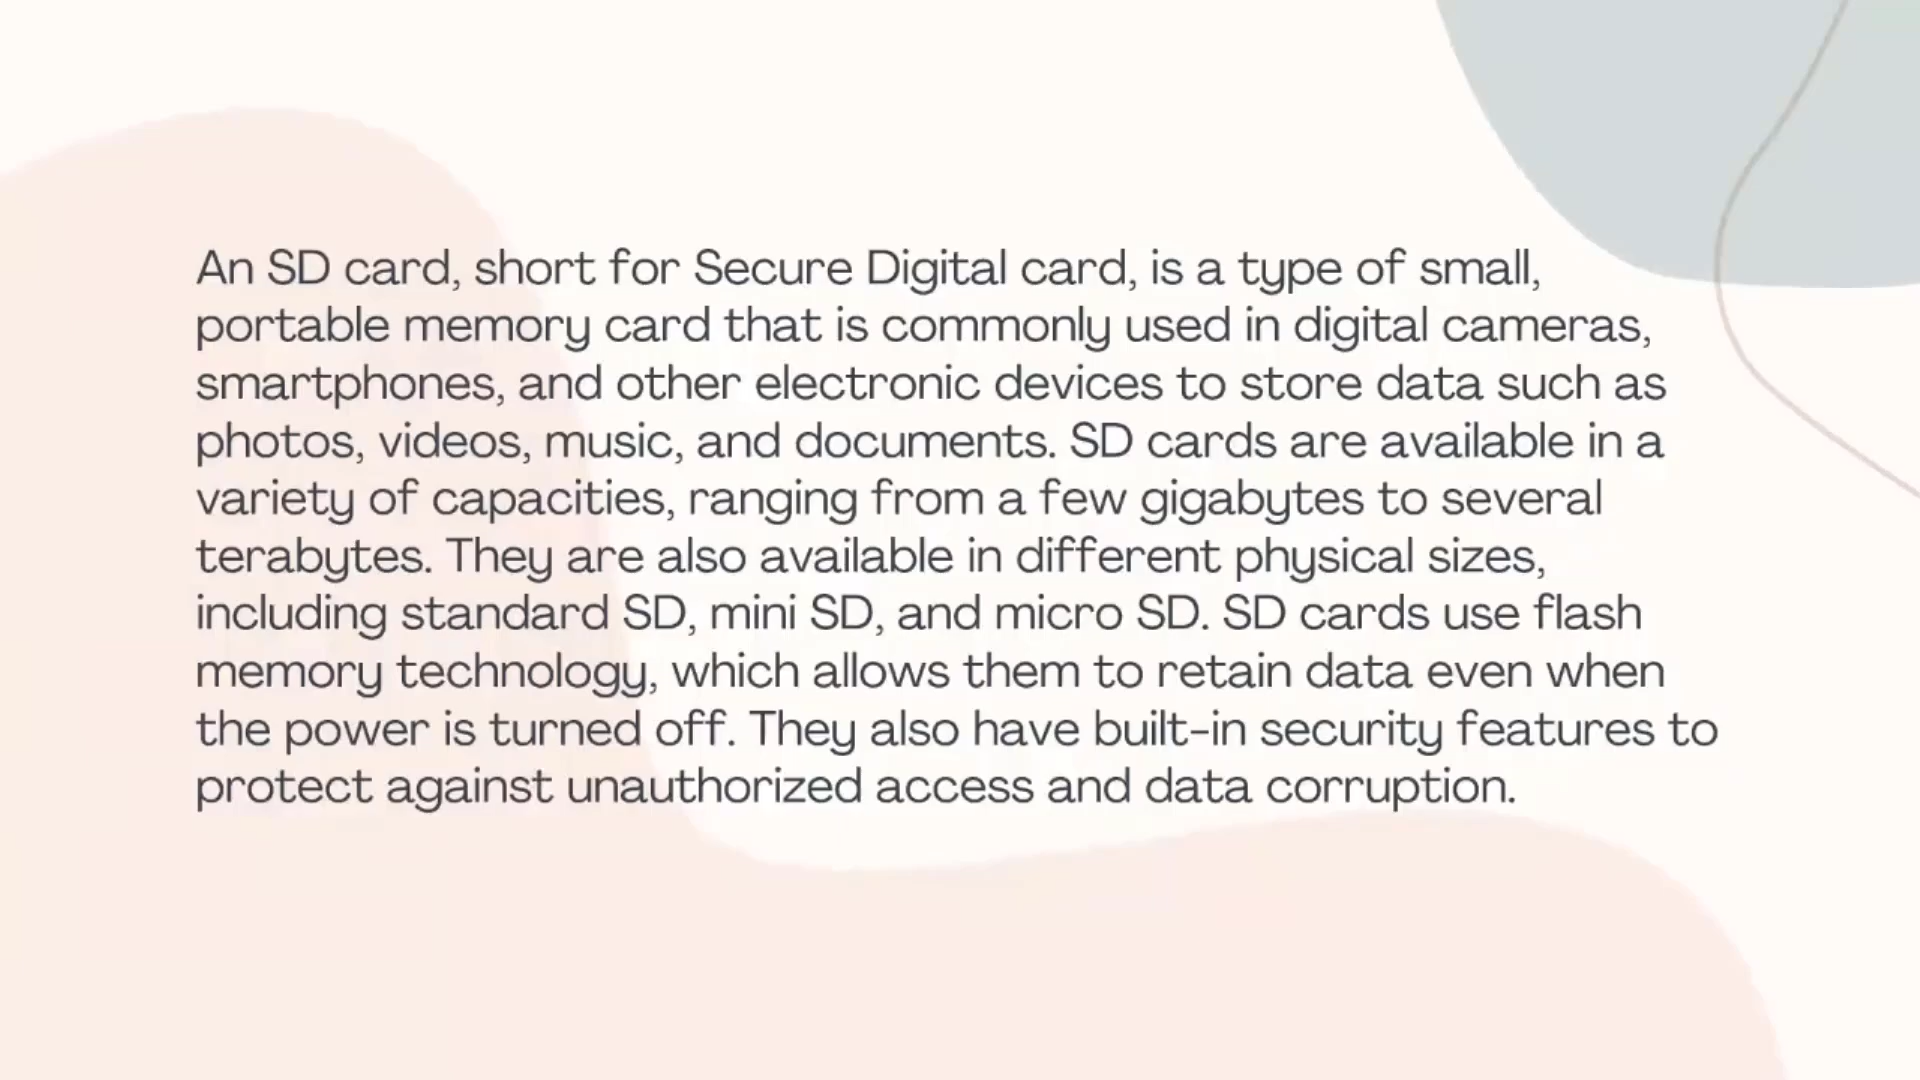 An SD card, short for Secure Digital card, is a type of small,
portable memory card that is commonly used in digital cameras,
smartphones, and other electronic devices to store data such as
photos, videos, music, and documents. SD cards are available in a
variety of capacities, ranging from a few gigabytes to several
terabytes. They are also available in different physical sizes,
including standard SD, mini SD, and micro SD. SD cards use flash
memory technology, which allows them to retain data even when
the power is turned off. They also have built-in security features to
protect against unauthorized access and data corruption.